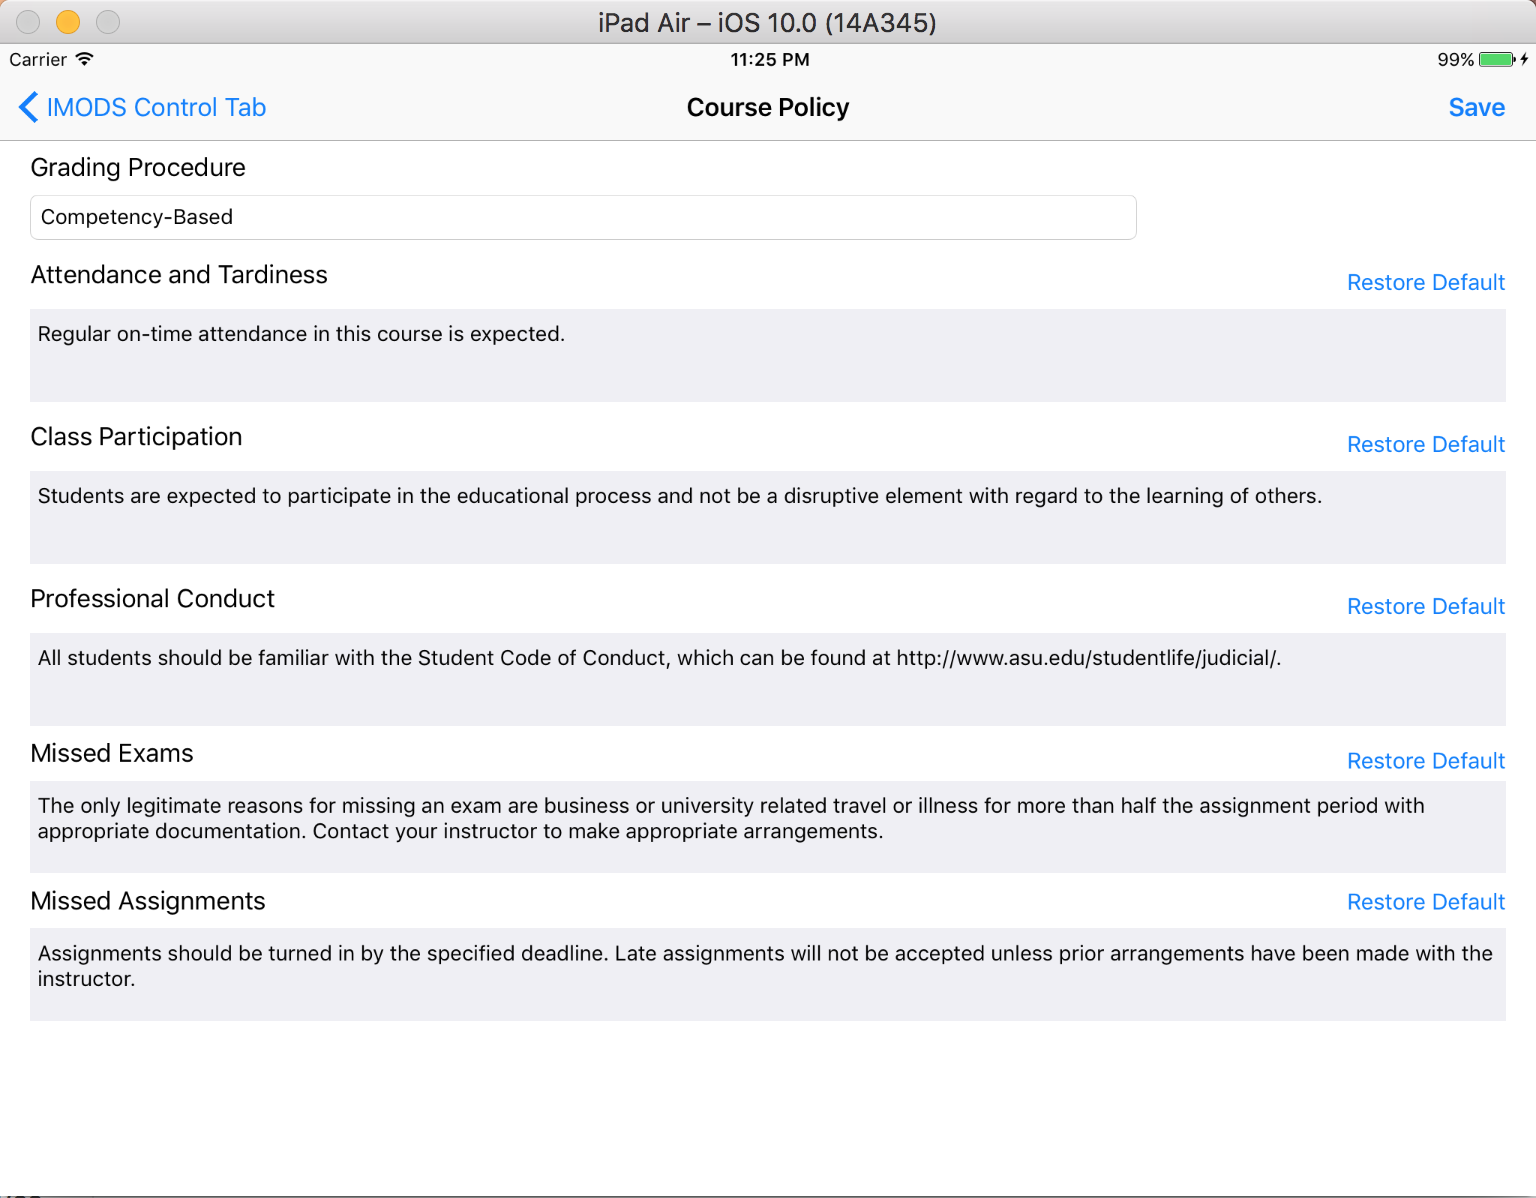 iPad Air – iOS 10.0 (14A345)
Carrier 11:25 PM 99%
IMODS Control Tab Course Policy Save
Grading Procedure
Competency-Based
Attendance and Tardiness Restore Default
Regular on-time attendance in this course is expected.
Class Participation Restore Default
Students are expected to participate in the educational process and not be a disruptive element with regard to the learning of others.
Professional Conduct Restore Default
All students should be familiar with the Student Code of Conduct, which can be found at http://www.asu.edu/studentlife/judicial/.
Missed Exams Restore Default
The only legitimate reasons for missing an exam are business or university related travel or illness for more than half the assignment period with
appropriate documentation. Contact your instructor to make appropriate arrangements.
Missed Assignments Restore Default
Assignments should be turned in by the specified deadline. Late assignments will not be accepted unless prior arrangements have been made with the
instructor.